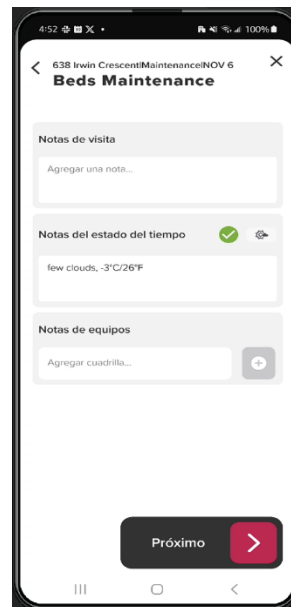 4:52
100%
638 Irwin Crescent|Maintenance|NOV 6
Beds Maintenance
Notas de visita
Agregar una nota...
Notas del estado del tiempo
few clouds, -3°C/26°F
Notas de equipos
Agregar cuadrilla...
Próximo